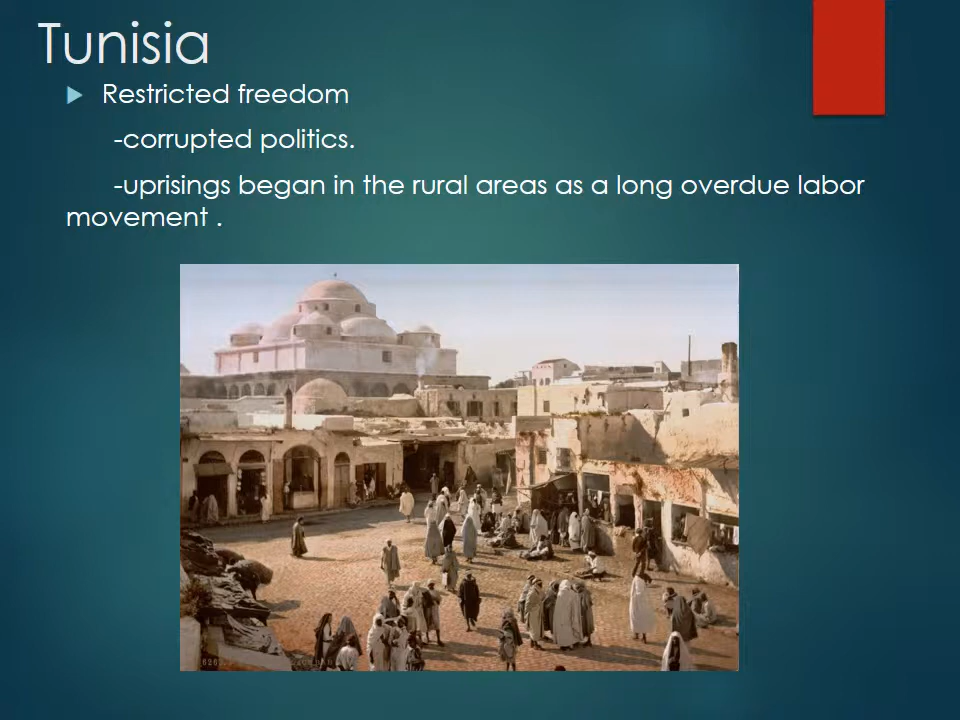 Tunisia
Restricted freedom
-corrupted politics.
-uprisings began in the rural areas as a long overdue labor
movement .